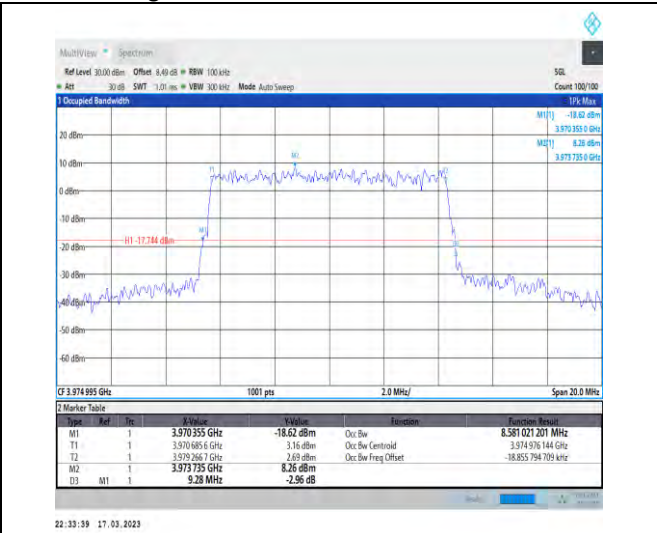 MultiView Spectrum
Ref Level 30.00 dBm Offset 8.49 dB RBW 100 kHz SGL
Att 30 dB SWT 1.01 ms VBW 300 kHz Mode Auto Sweep Count 100/100
1 Occupied Bandwidth 1Pk Max
M1[1] -18.62 dBm
3.970 355 0 GHz
M2[1] 8.26 dBm
3.973 735 0 GHz
20 dBm
10 dBm
M2
T1 T2
0 dBm
-10 dBm
M1
H1 -17.744 dBm
-20 dBm
-30 dBm
-40 dBm
-50 dBm
-60 dBm
CF 3.974 995 GHz 1001 pts 2.0 MHz/ Span 20.0 MHz
2 Marker Table
Type Ref Trc X-Value Y-Value Function Function Result
M1 1 3.970 355 GHz -18.62 dBm Occ Bw 8.581 021 201 MHz
T1 1 3.970 685 6 GHz 3.16 dBm Occ Bw Centroid 3.974 976 144 GHz
T2 1 3.979 266 7 GHz 2.69 dBm Occ Bw Freq Offset -18.855 794 709 kHz
M2 1 3.973 735 GHz 8.26 dBm
D3 M1 1 9.28 MHz -2.96 dB
22:33:39 17.03.2023